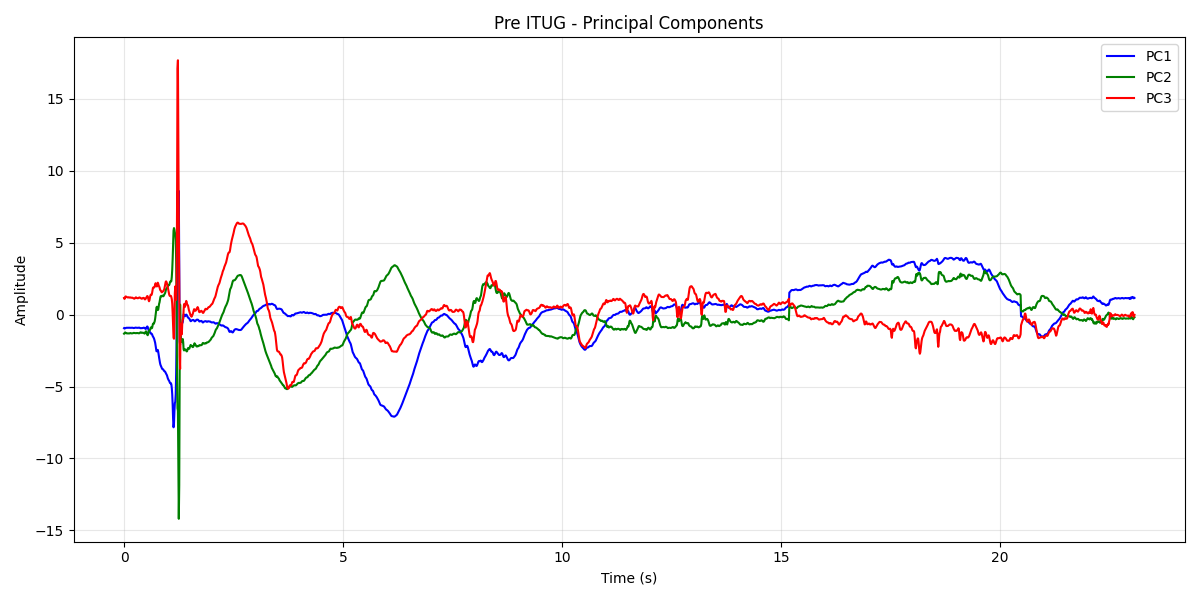 Pre ITUG - Principal Components
Amplitude
15
10
5
0
−5
−10
−15
PC1
PC2
PC3
0 5 10 15 20
Time (s)